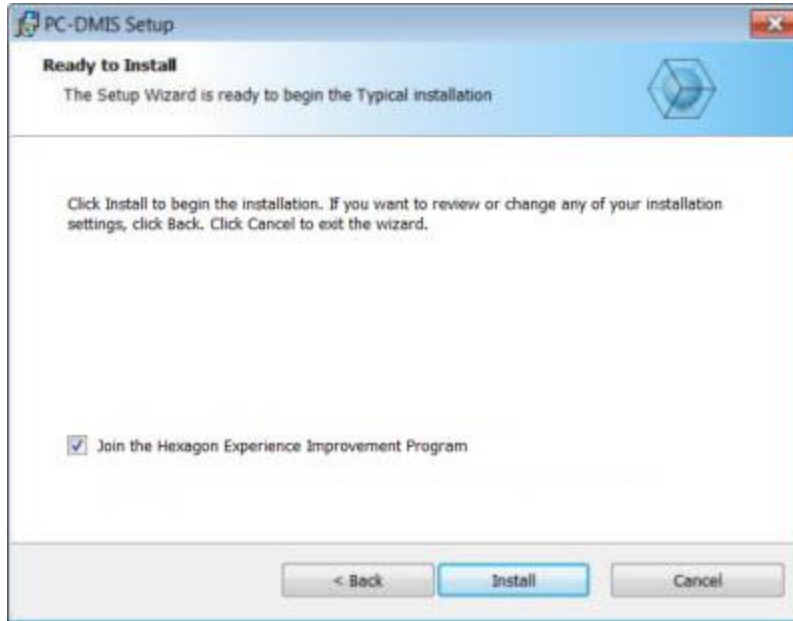 PC-DMIS Setup
Ready to Install
The Setup Wizard is ready to begin the Typical installation
Click Install to begin the installation. If you want to review or change any of your installation
settings, click Back. Click Cancel to exit the wizard.
Join the Hexagon Experience Improvement Program
< Back Install Cancel